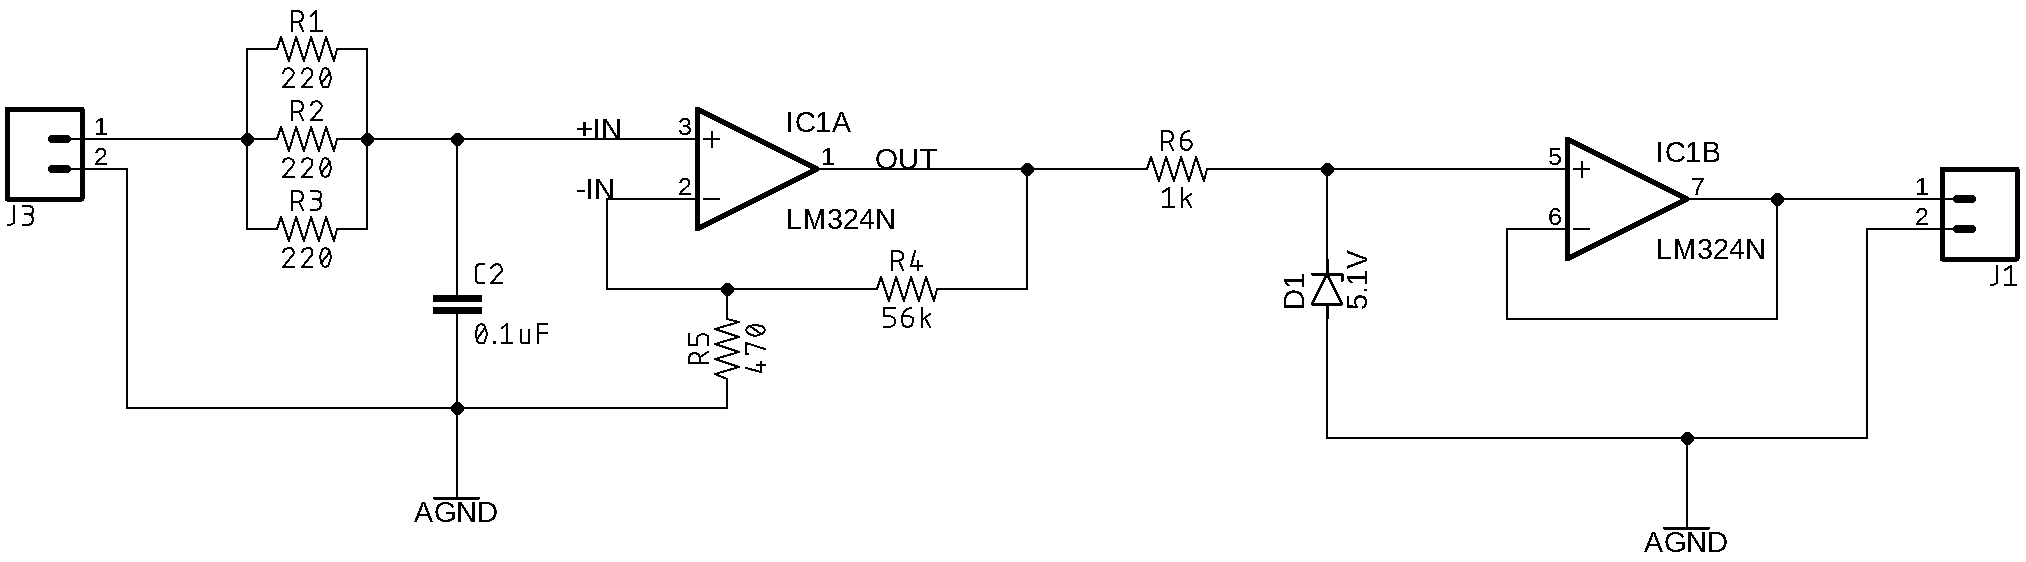 R1
220
R2
220
R3
220
1
2
J3
C2
0.1uF
AGND
+IN
-IN
3
2
1
IC1A
LM324N
OUT
R4
56k
R5
470
R6
1k
D1
5.1V
5
6
7
IC1B
LM324N
1
2
J1
AGND